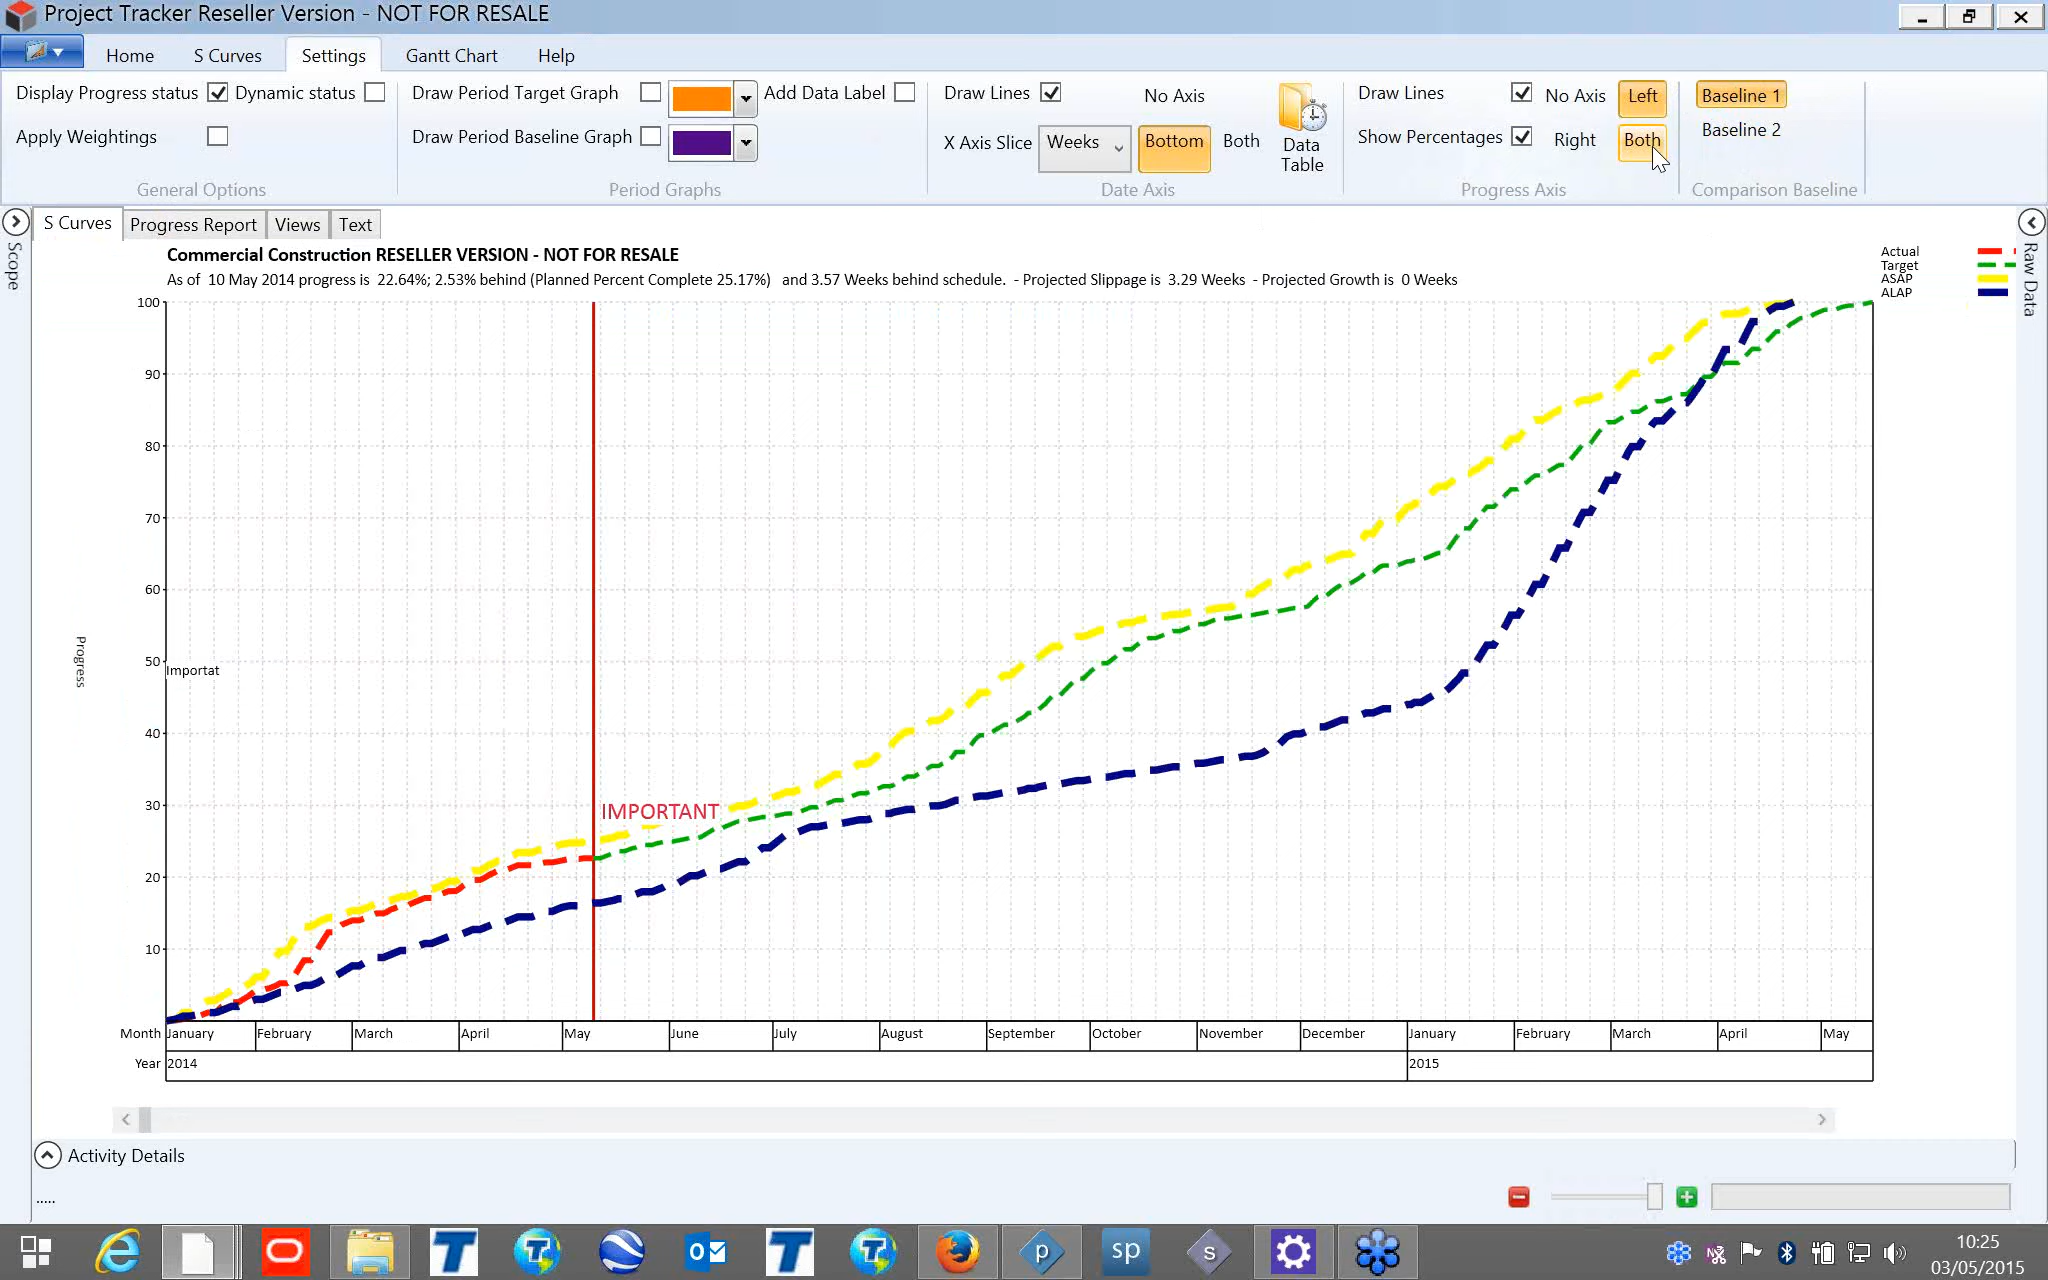 Project Tracker Reseller Version - NOT FOR RESALE
Home S Curves Settings Gantt Chart Help
Display Progress status Dynamic status Draw Period Target Graph Add Data Label Draw Lines No Axis Draw Lines No Axis Left Baseline 1
Apply Weightings Draw Period Baseline Graph X Axis Slice Weeks Bottom Both Data Table Show Percentages Right Both Baseline 2
General Options Period Graphs Date Axis Progress Axis Comparison Baseline
S Curves Progress Report Views Text
Scope
Raw Data
Commercial Construction RESELLER VERSION - NOT FOR RESALE
As of 10 May 2014 progress is 22.64%; 2.53% behind (Planned Percent Complete 25.17%) and 3.57 Weeks behind schedule. - Projected Slippage is 3.29 Weeks - Projected Growth is 0 Weeks
Actual
Target
ASAP
ALAP
100
90
80
70
60
50
40
30
20
10
Progress
Importat
IMPORTANT
Month January February March April May June July August September October November December January February March April May
Year 2014 2015
Activity Details
.....
sp
p
s
10:25
03/05/2015